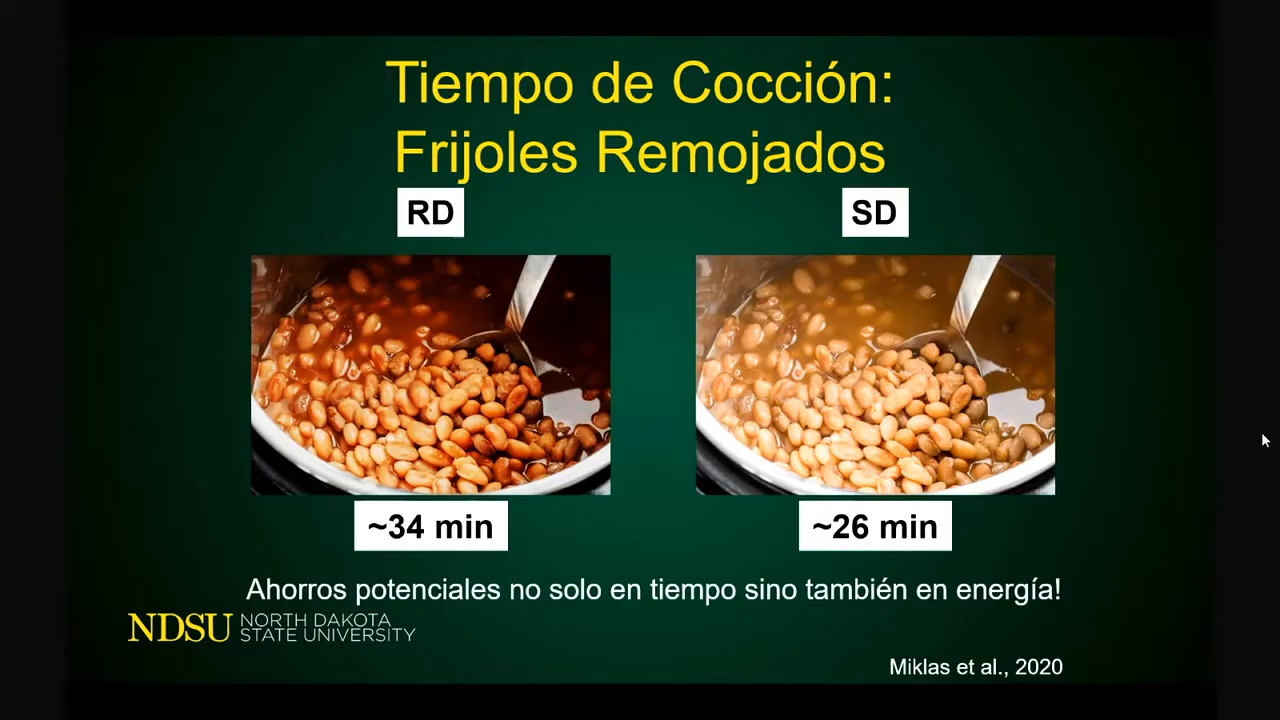 Tiempo de Cocción:
Frijoles Remojados
RD
SD
~34 min
~26 min
Ahorros potenciales no solo en tiempo sino también en energía!
NDSU NORTH DAKOTA
STATE UNIVERSITY
Miklas et al., 2020